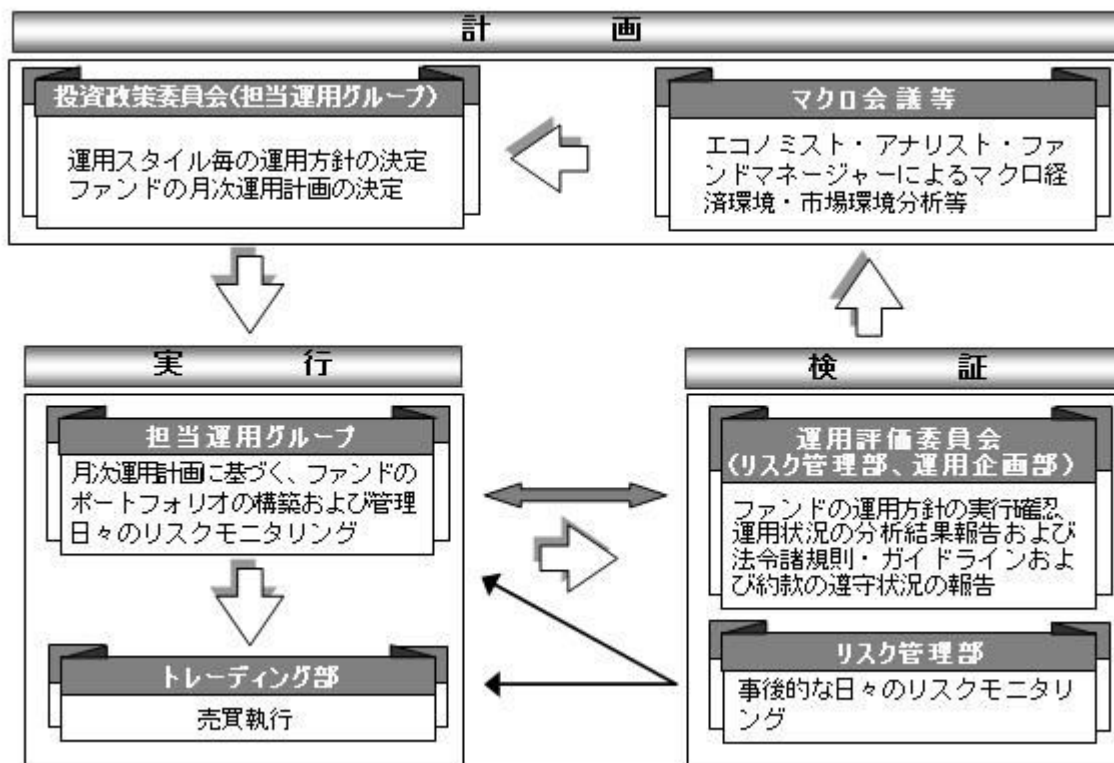 計画
投資政策委員会(担当運用グループ)
運用スタイル毎の運用方針の決定
ファンドの月次運用計画の決定
マクロ会議等
エコノミスト・アナリスト・ファ
ンドマネージャーによるマクロ経
済環境・市場環境分析等
実行
担当運用グループ
月次運用計画に基づく、ファンドの
ポートフォリオの構築および管理
日々のリスクモニタリング
トレーディング部
売買執行
検証
運用評価委員会
(リスク管理部、運用企画部)
ファンドの運用方針の実行確認、
運用状況の分析結果報告および
法令諸規則・ガイドラインおよ
び約款の遵守状況の報告
リスク管理部
事後的な日々のリスクモニタリ
ング